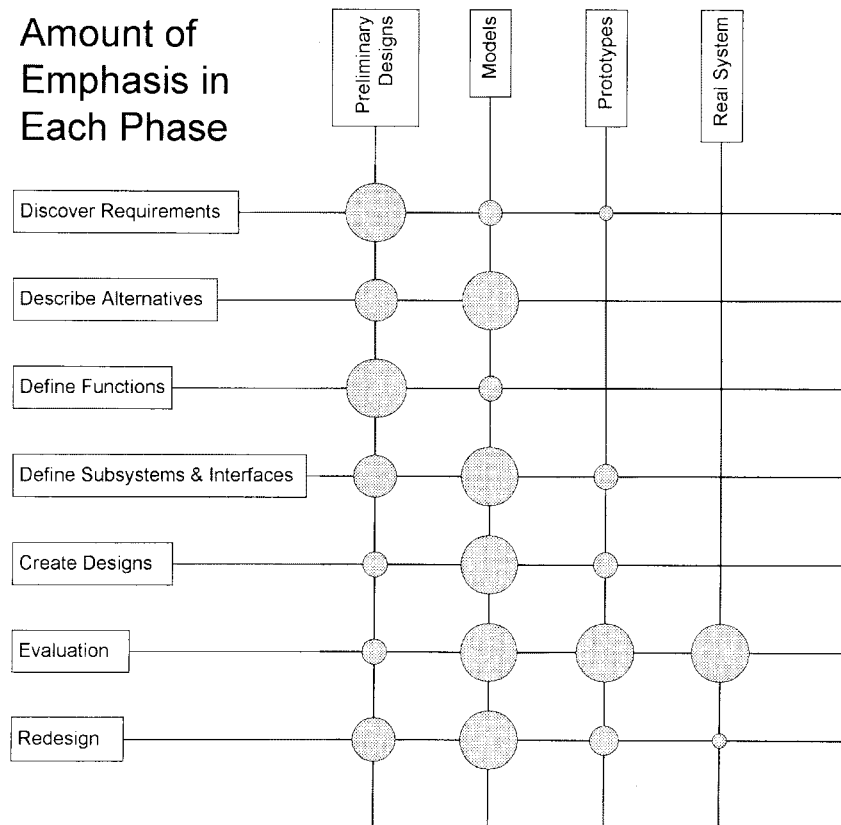 Amount of
Emphasis in
Each Phase
Preliminary
Designs
Models
Prototypes
Real System
Discover Requirements
Describe Alternatives
Define Functions
Define Subsystems & Interfaces
Create Designs
Evaluation
Redesign